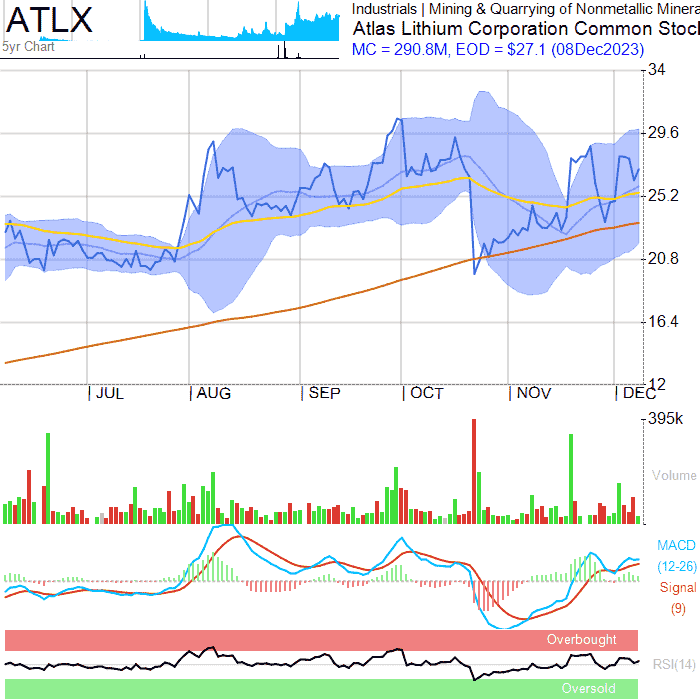 ATLX
5yr Chart
Industrials | Mining & Quarrying of Nonmetallic Minera
Atlas Lithium Corporation Common Stoc
MC = 290.8M, EOD = $27.1 (08Dec2023)
34
29.6
25.2
20.8
16.4
12
JUL
AUG
SEP
OCT
NOV
DEC
395k
Volume
MACD
(12-26)
Signal
(9)
Overbought
RSI(14)
Oversold